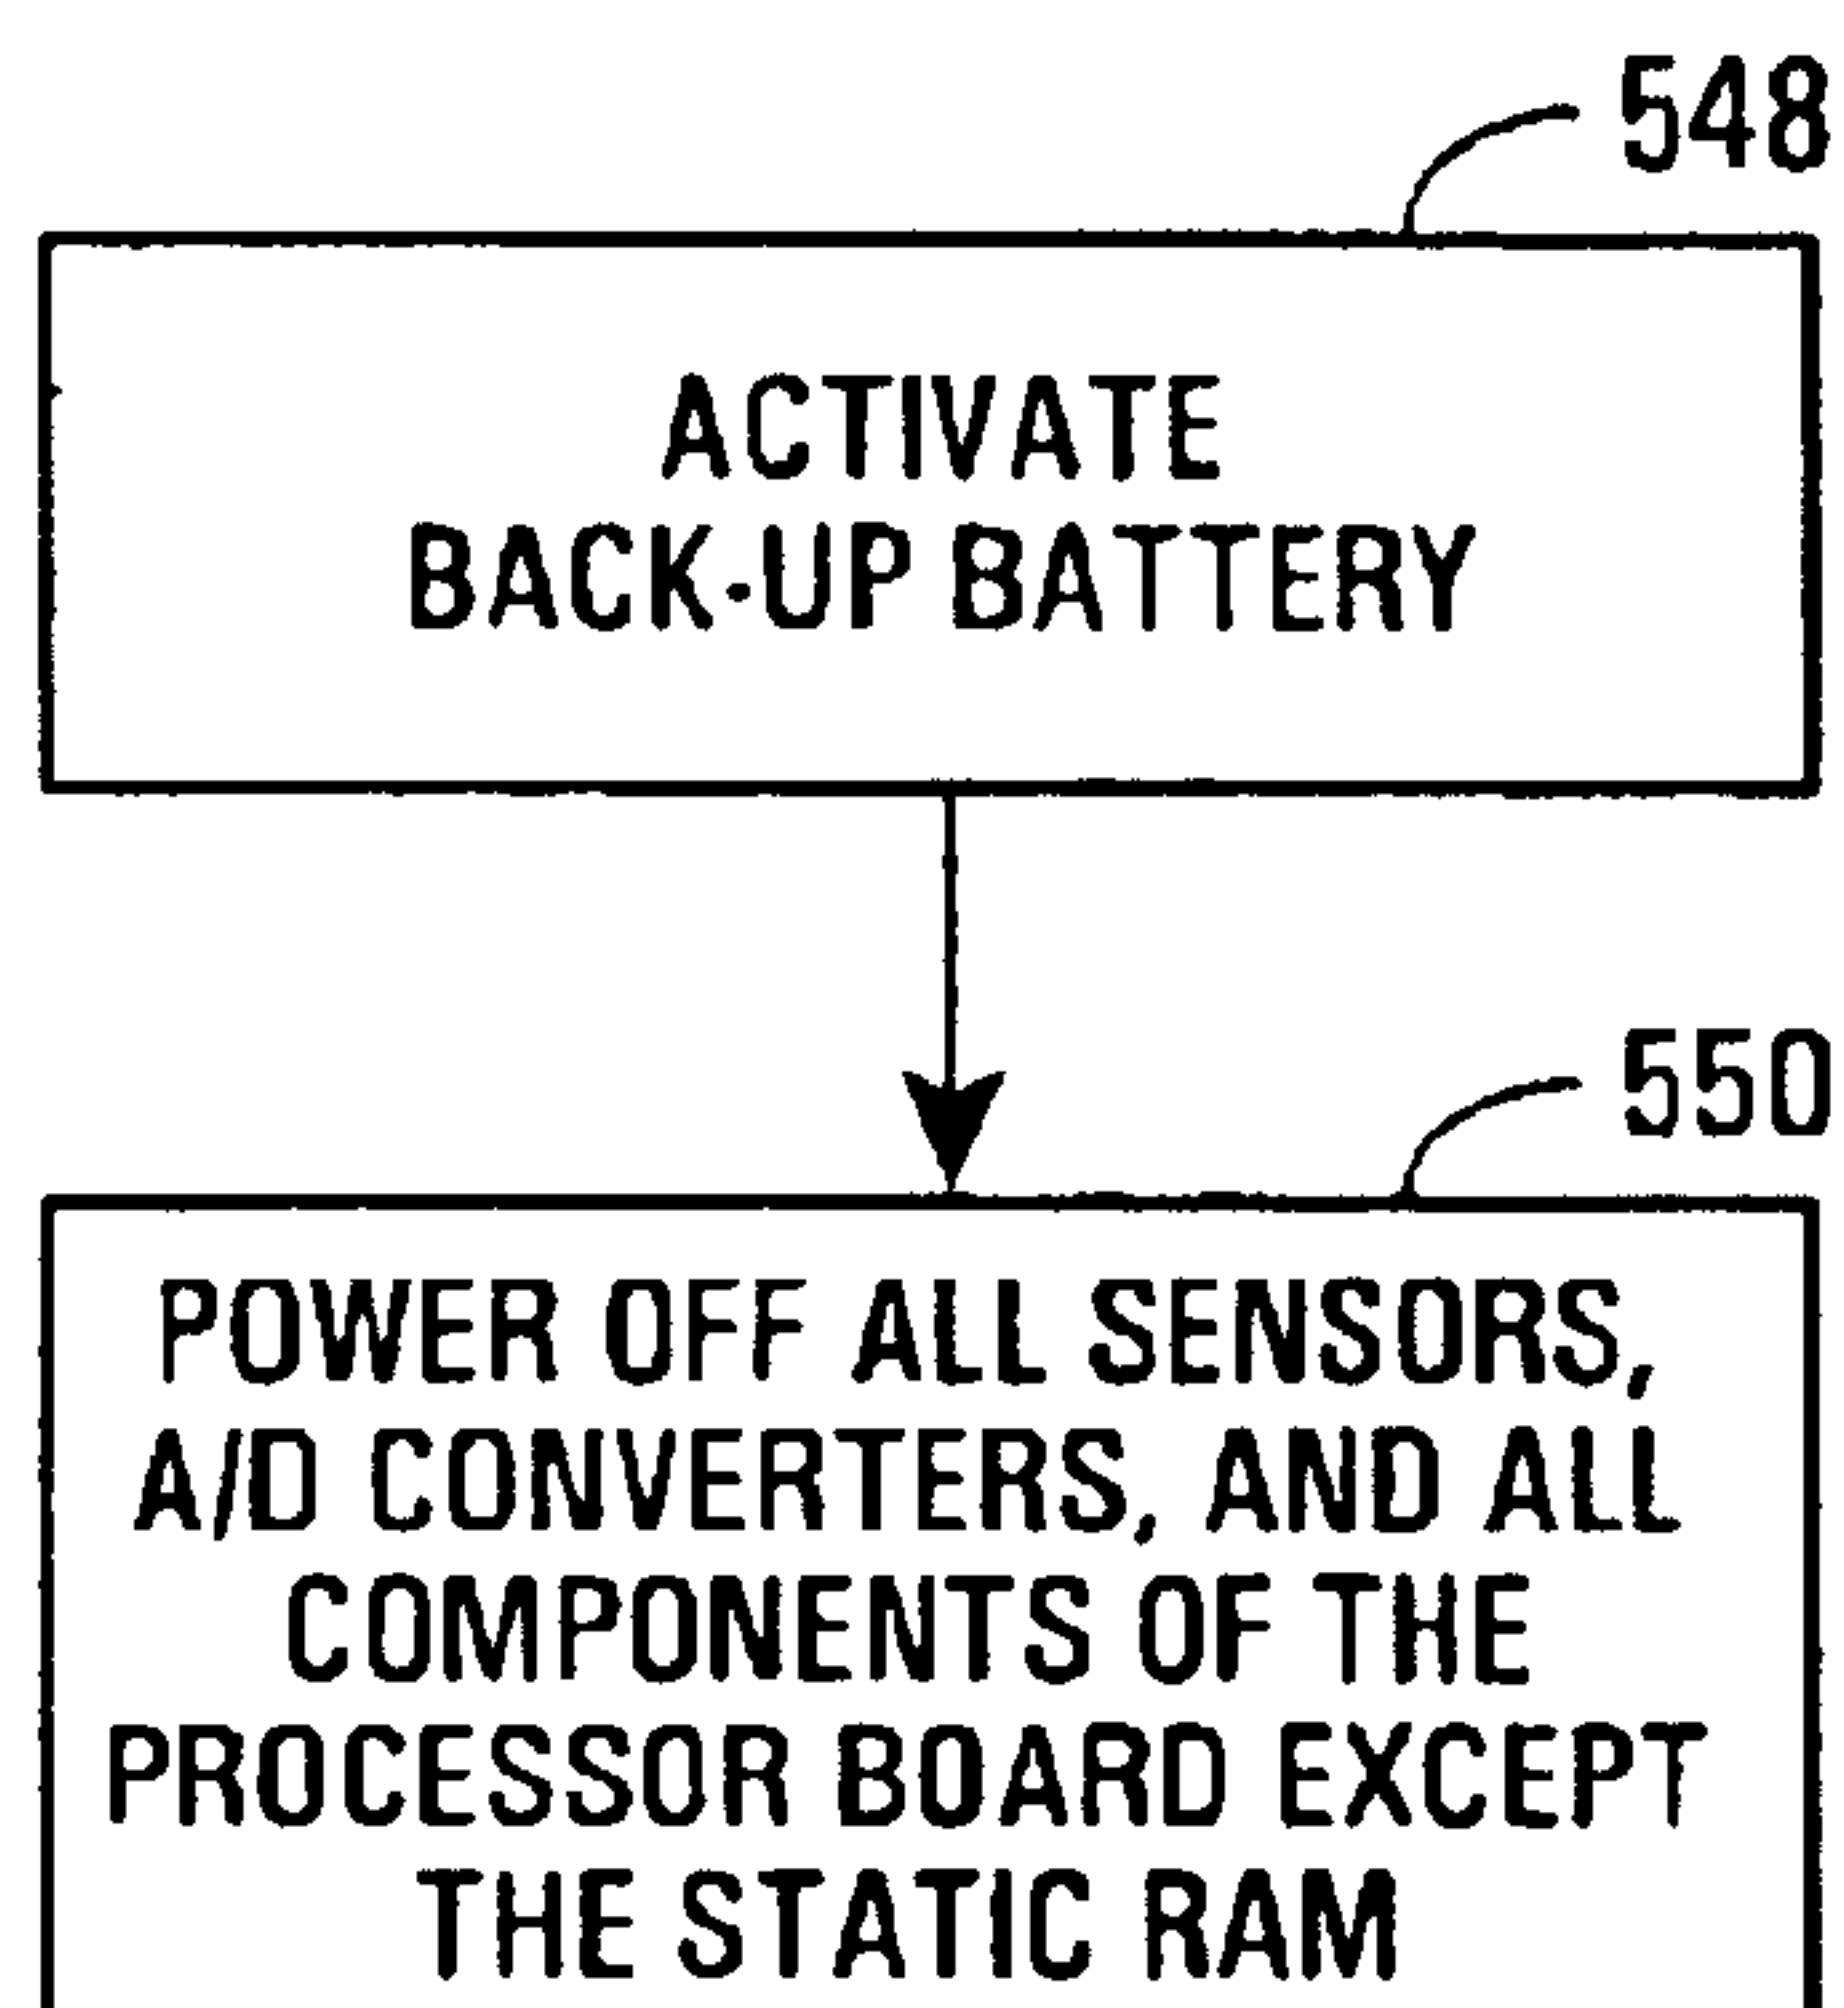 548
ACTIVATE
BACK-UP BATTERY
550
POWER OFF ALL SENSORS,
A/D CONVERTERS, AND ALL
COMPONENTS OF THE
PROCESSOR BOARD EXCEPT
THE STATIC RAM